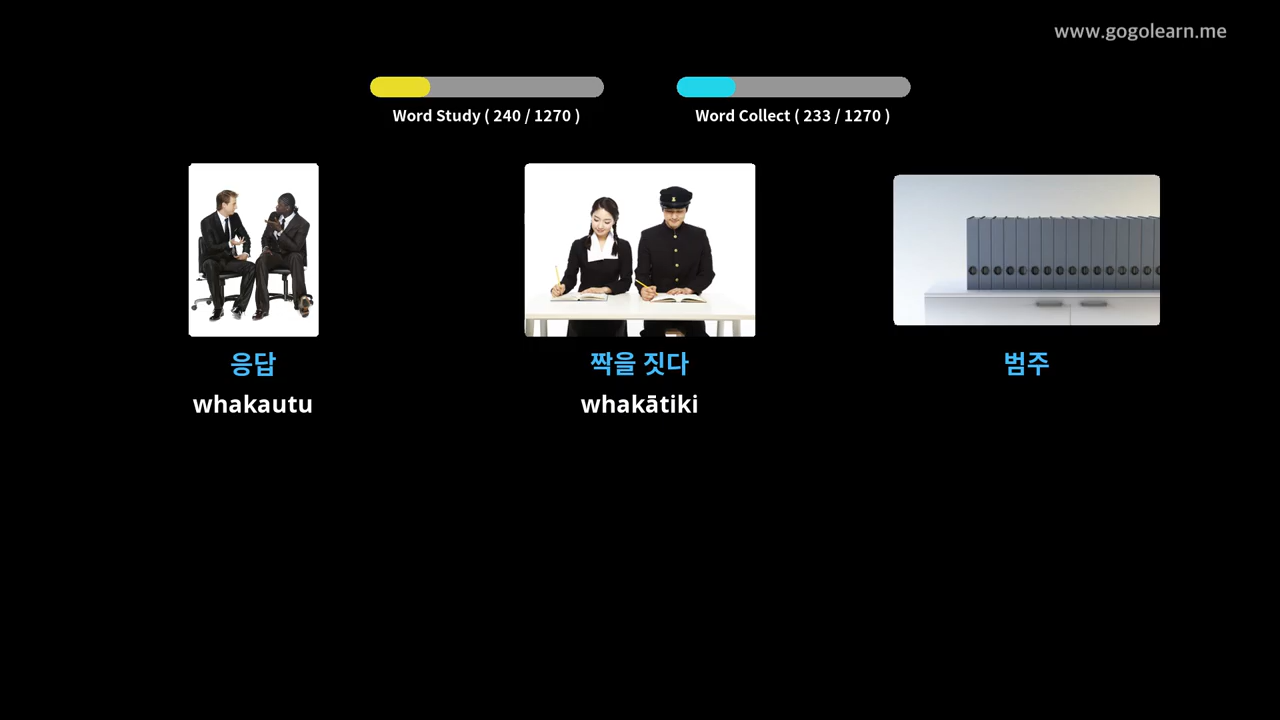 www.gogolearn.me
Word Study ( 240 / 1270 )
Word Collect ( 233 / 1270 )
응답
whakautu
짝을 짓다
whakātiki
범주